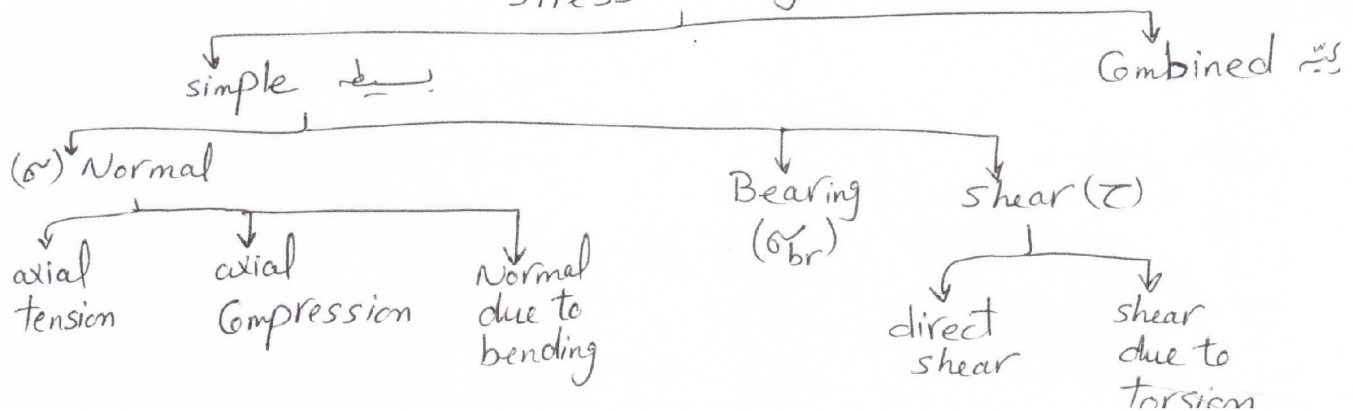 stress
simple بسيط
Combined
(σ) Normal
Bearing
(σbr)
shear (τ)
axial
tension
axial
Compression
Normal
due to
bending
direct
shear
shear
due to
torsion